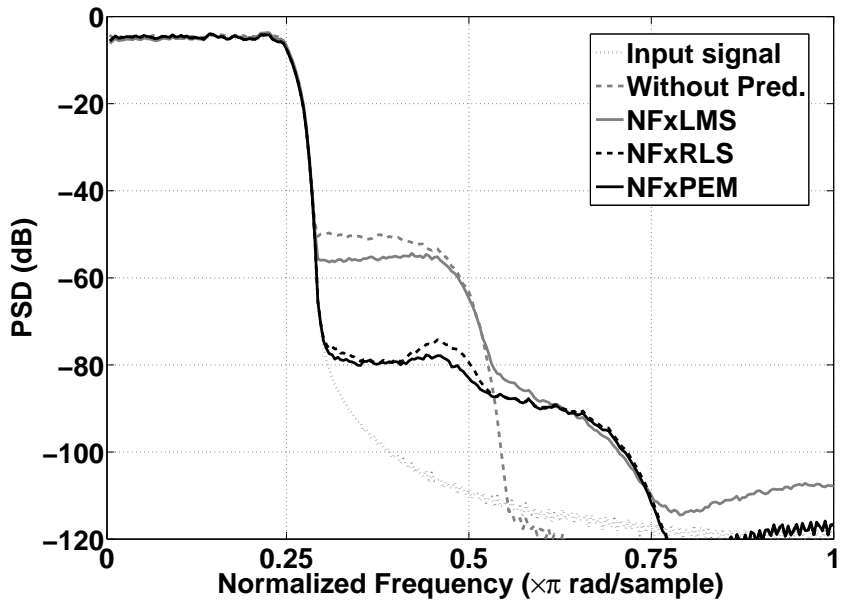 0
−20
−40
−60
−80
−100
−120
PSD (dB)
0
0.25
0.5
0.75
1
Normalized Frequency (×π rad/sample)
Input signal
Without Pred.
NFxLMS
NFxRLS
NFxPEM